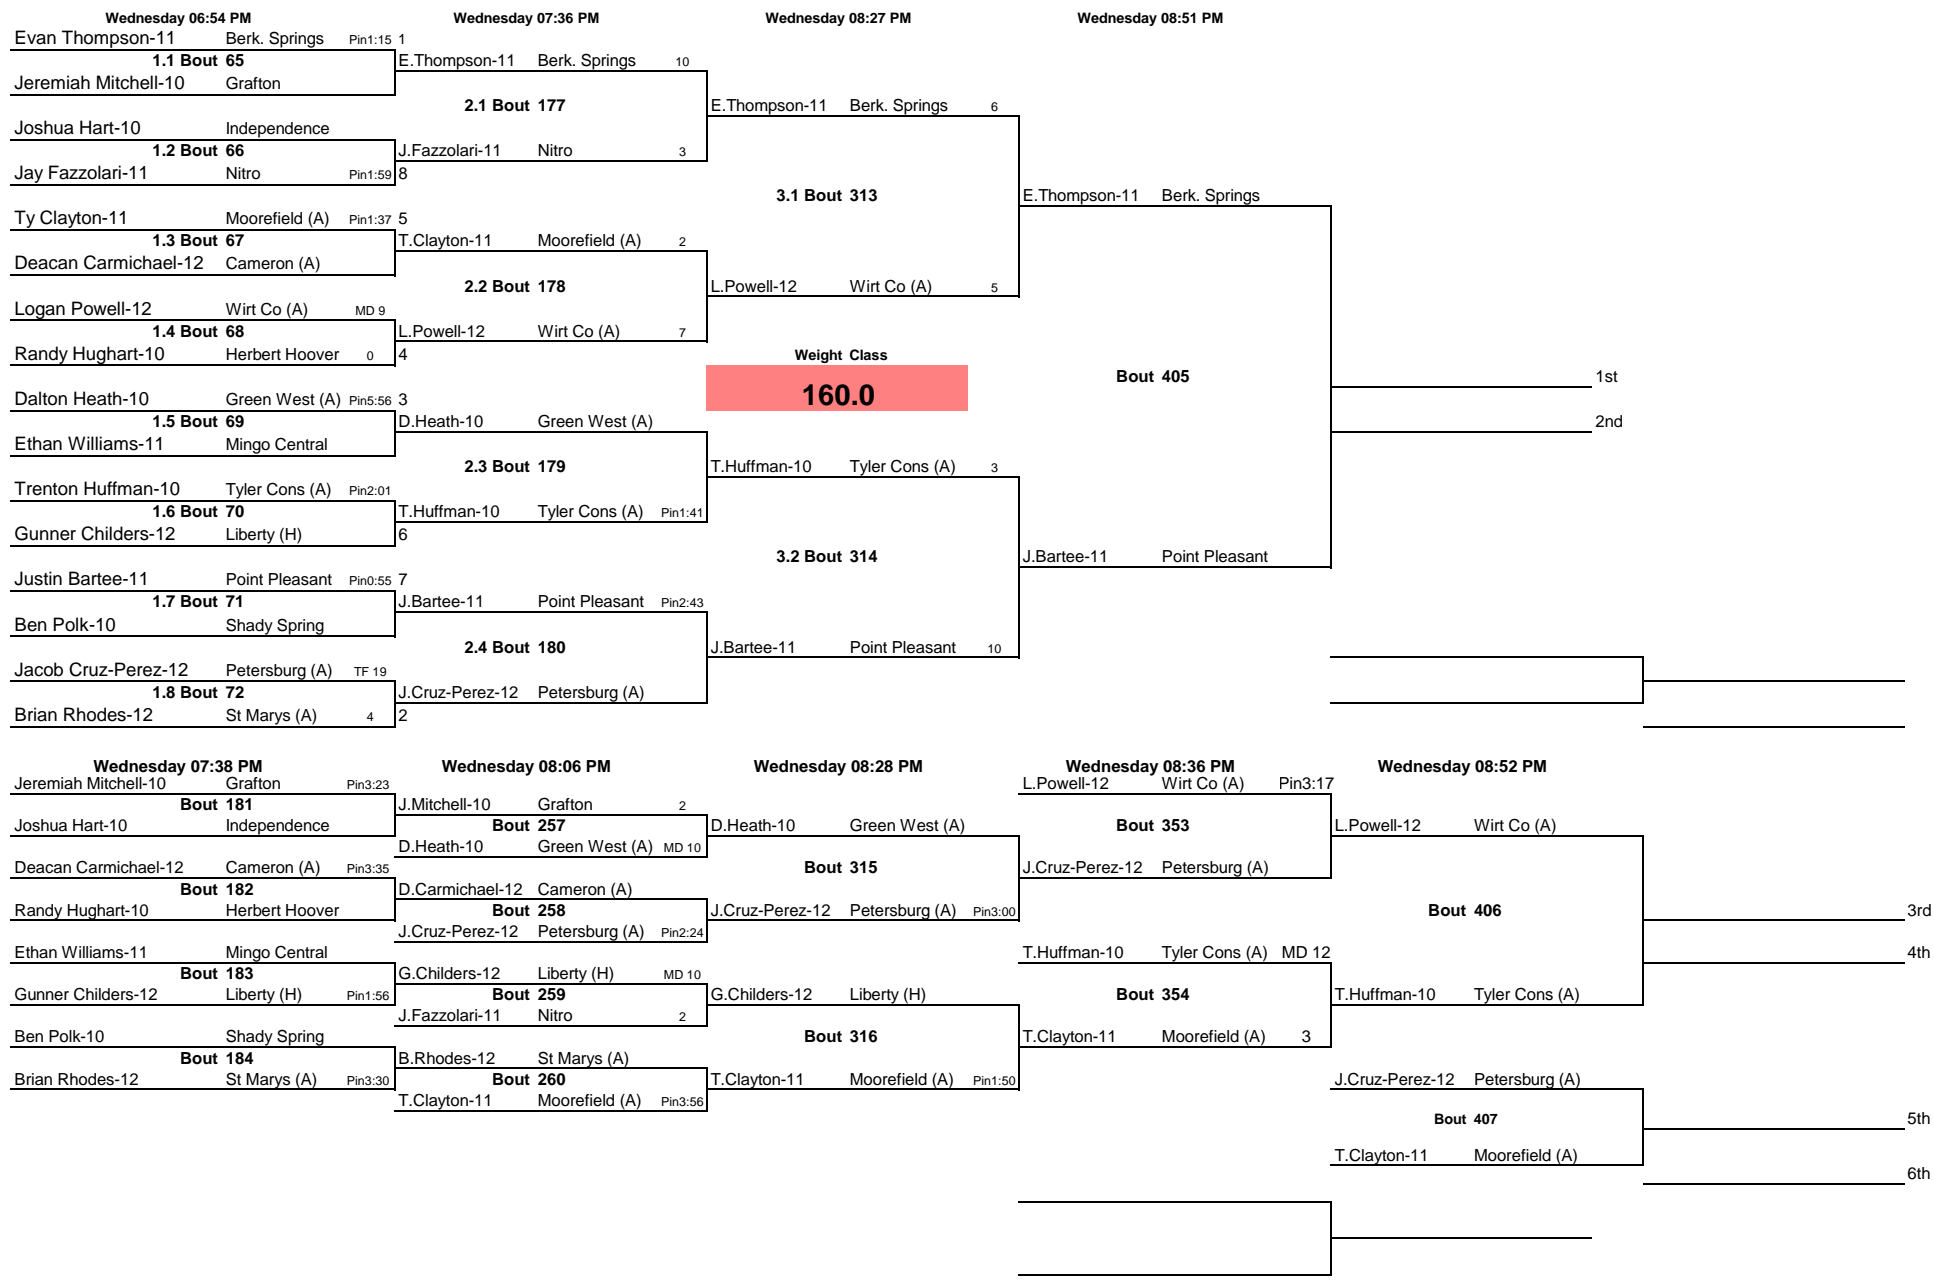 Wednesday 06:54 PM Wednesday 07:36 PM Wednesday 08:27 PM Wednesday 08:51 PM
Evan Thompson-11 Berk. Springs Pin1:15 1
1.1 Bout 65 E.Thompson-11 Berk. Springs 10
Jeremiah Mitchell-10 Grafton
2.1 Bout 177 E.Thompson-11 Berk. Springs 6
Joshua Hart-10 Independence
1.2 Bout 66 J.Fazzolari-11 Nitro 3
Jay Fazzolari-11 Nitro Pin1:59 8
3.1 Bout 313 E.Thompson-11 Berk. Springs
Ty Clayton-11 Moorefield (A) Pin1:37 5
1.3 Bout 67 T.Clayton-11 Moorefield (A) 2
Deacan Carmichael-12 Cameron (A)
2.2 Bout 178 L.Powell-12 Wirt Co (A) 5
Logan Powell-12 Wirt Co (A) MD 9
1.4 Bout 68 L.Powell-12 Wirt Co (A) 7
Randy Hughart-10 Herbert Hoover 0 4 Weight Class
Bout 405 1st
Dalton Heath-10 Green West (A) Pin5:56 3 160.0
1.5 Bout 69 D.Heath-10 Green West (A) 2nd
Ethan Williams-11 Mingo Central
2.3 Bout 179 T.Huffman-10 Tyler Cons (A) 3
Trenton Huffman-10 Tyler Cons (A) Pin2:01
1.6 Bout 70 T.Huffman-10 Tyler Cons (A) Pin1:41
Gunner Childers-12 Liberty (H) 6
3.2 Bout 314 J.Bartee-11 Point Pleasant
Justin Bartee-11 Point Pleasant Pin0:55 7
1.7 Bout 71 J.Bartee-11 Point Pleasant Pin2:43
Ben Polk-10 Shady Spring
2.4 Bout 180 J.Bartee-11 Point Pleasant 10
Jacob Cruz-Perez-12 Petersburg (A) TF 19
1.8 Bout 72 J.Cruz-Perez-12 Petersburg (A)
Brian Rhodes-12 St Marys (A) 4 2
Wednesday 07:38 PM Wednesday 08:06 PM Wednesday 08:28 PM Wednesday 08:36 PM Wednesday 08:52 PM
Jeremiah Mitchell-10 Grafton Pin3:23 L.Powell-12 Wirt Co (A) Pin3:17
Bout 181 J.Mitchell-10 Grafton 2
Joshua Hart-10 Independence Bout 257 D.Heath-10 Green West (A) Bout 353 L.Powell-12 Wirt Co (A)
D.Heath-10 Green West (A) MD 10
Deacan Carmichael-12 Cameron (A) Pin3:35 Bout 315 J.Cruz-Perez-12 Petersburg (A)
Bout 182 D.Carmichael-12 Cameron (A)
Randy Hughart-10 Herbert Hoover Bout 258 J.Cruz-Perez-12 Petersburg (A) Pin3:00 Bout 406 3rd
J.Cruz-Perez-12 Petersburg (A) Pin2:24
Ethan Williams-11 Mingo Central T.Huffman-10 Tyler Cons (A) MD 12 4th
Bout 183 G.Childers-12 Liberty (H) MD 10
Gunner Childers-12 Liberty (H) Pin1:56 Bout 259 G.Childers-12 Liberty (H) Bout 354 T.Huffman-10 Tyler Cons (A)
J.Fazzolari-11 Nitro 2
Ben Polk-10 Shady Spring Bout 316 T.Clayton-11 Moorefield (A) 3
Bout 184 B.Rhodes-12 St Marys (A)
Brian Rhodes-12 St Marys (A) Pin3:30 Bout 260 T.Clayton-11 Moorefield (A) Pin1:50 J.Cruz-Perez-12 Petersburg (A)
T.Clayton-11 Moorefield (A) Pin3:56
Bout 407 5th
T.Clayton-11 Moorefield (A)
6th